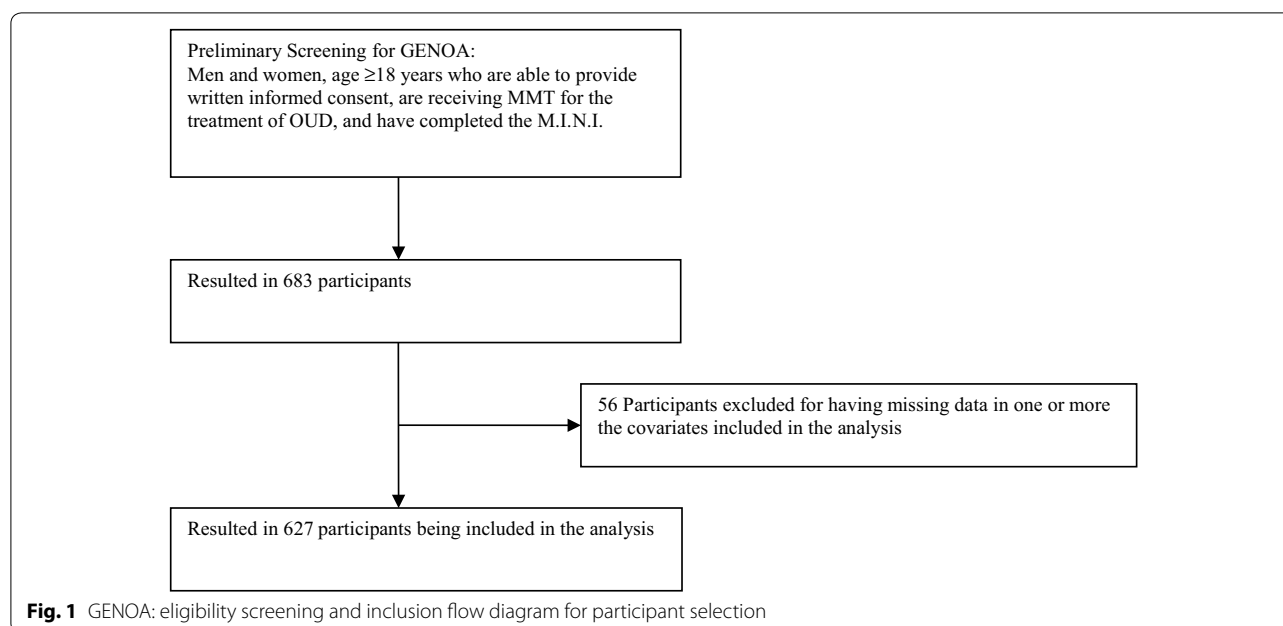 Preliminary Screening for GENOA:
Men and women, age ≥18 years who are able to provide
written informed consent, are receiving MMT for the
treatment of OUD, and have completed the M.I.N.I.
Resulted in 683 participants
56 Participants excluded for having missing data in one or more
the covariates included in the analysis
Resulted in 627 participants being included in the analysis
Fig. 1 GENOA: eligibility screening and inclusion flow diagram for participant selection